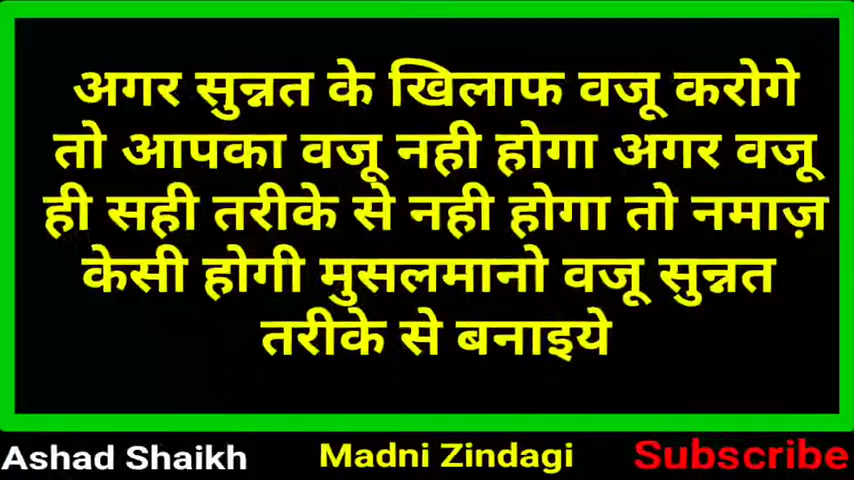 अगर सुन्नत के खिलाफ वजू करोगे
तो आपका वजू नही होगा अगर वजू
ही सही तरीके से नही होगा तो नमाज़
केसी होगी मुसलमानो वजू सुन्नत
तरीके से बनाइये
Ashad Shaikh Madni Zindagi Subscribe